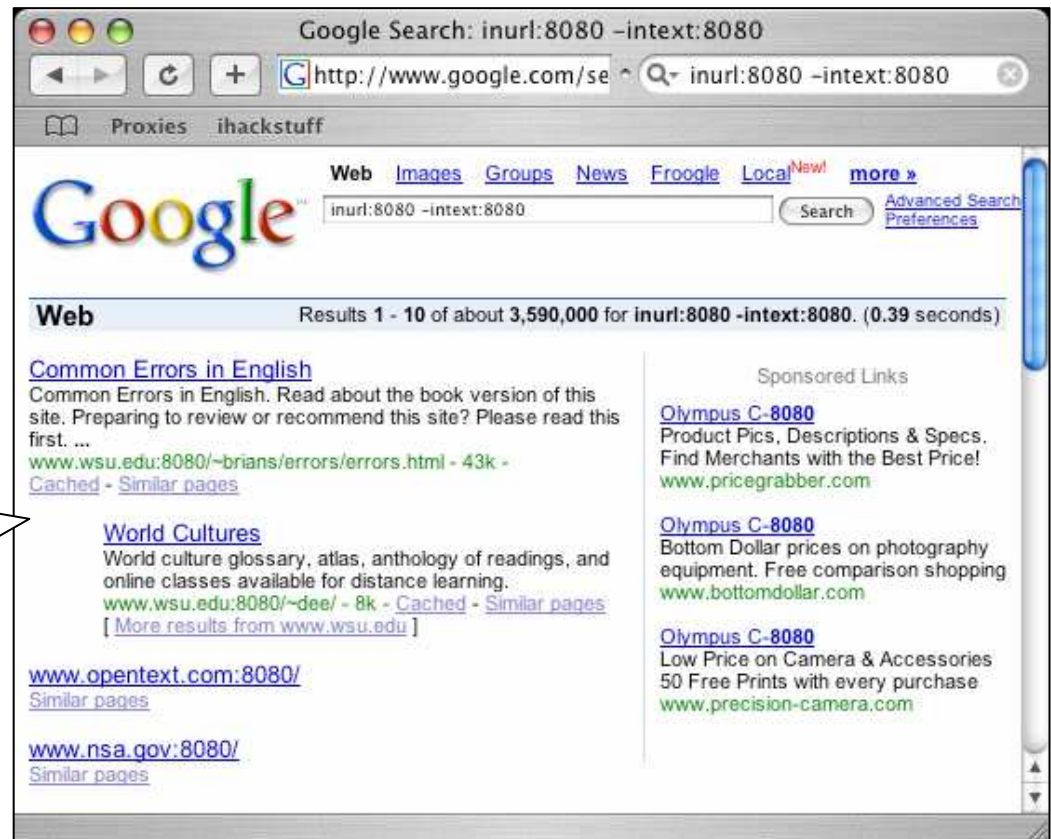 Google Search: inurl:8080 –intext:8080
G http://www.google.com/se inurl:8080 –intext:8080
Proxies ihackstuff
Google™
Web Images Groups News Froogle Local New! more »
inurl:8080 -intext:8080 Search Advanced Search
Preferences
Web Results 1 - 10 of about 3,590,000 for inurl:8080 -intext:8080. (0.39 seconds)
Common Errors in English
Common Errors in English. Read about the book version of this
site. Preparing to review or recommend this site? Please read this
first. ...
www.wsu.edu:8080/~brians/errors/errors.html - 43k -
Cached - Similar pages
World Cultures
World culture glossary, atlas, anthology of readings, and
online classes available for distance learning.
www.wsu.edu:8080/~dee/ - 8k - Cached - Similar pages
[ More results from www.wsu.edu ]
www.opentext.com:8080/
Similar pages
www.nsa.gov:8080/
Similar pages
Sponsored Links
Olympus C-8080
Product Pics, Descriptions & Specs.
Find Merchants with the Best Price!
www.pricegrabber.com
Olympus C-8080
Bottom Dollar prices on photography
equipment. Free comparison shopping
www.bottomdollar.com
Olympus C-8080
Low Price on Camera & Accessories
50 Free Prints with every purchase
www.precision-camera.com